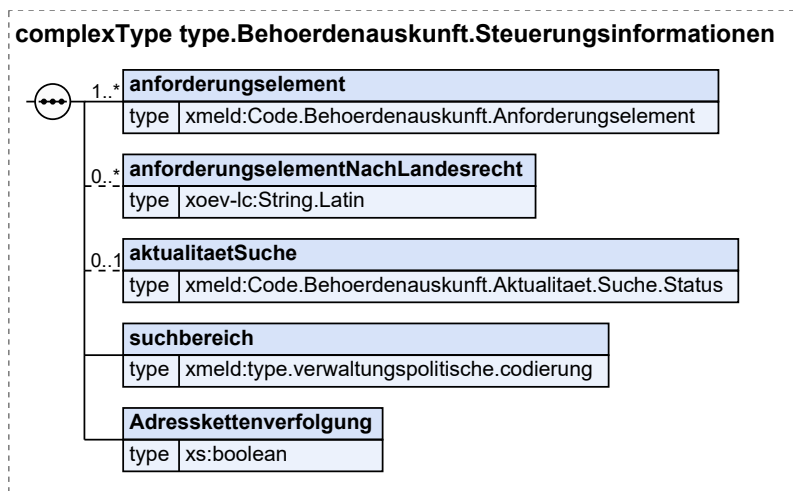 complexType type.Behoerdenauskunft.Steuerungsinformationen
1..* anforderungselement
type xmeld:Code.Behoerdenauskunft.Anforderungselement
0..* anforderungselementNachLandesrecht
type xoev-lc:String.Latin
0..1 aktualitaetSuche
type xmeld:Code.Behoerdenauskunft.Aktualitaet.Suche.Status
suchbereich
type xmeld:type.verwaltungspolitische.codierung
Adresskettenverfolgung
type xs:boolean